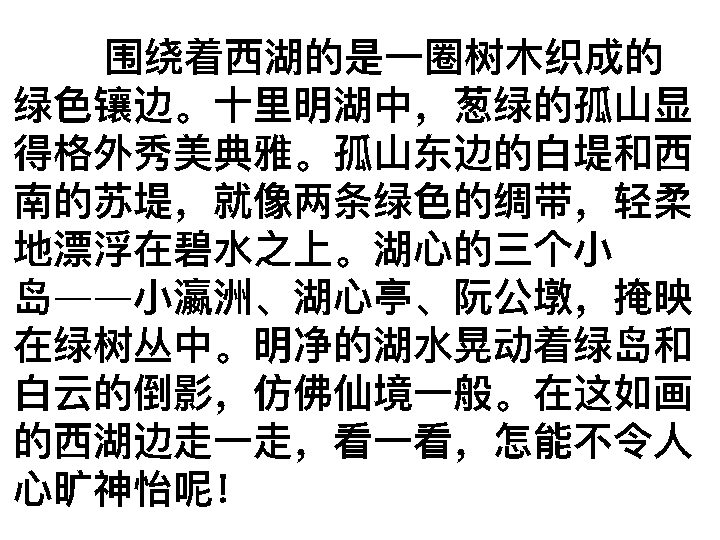 围绕着西湖的是一圈树木织成的
绿色镶边。十里明湖中，葱绿的孤山显
得格外秀美典雅。孤山东边的白堤和西
南的苏堤，就像两条绿色的绸带，轻柔
地漂浮在碧水之上。湖心的三个小
岛——小瀛洲、湖心亭、阮公墩，掩映
在绿树丛中。明净的湖水晃动着绿岛和
白云的倒影，仿佛仙境一般。在这如画
的西湖边走一走，看一看，怎能不令人
心旷神怡呢！